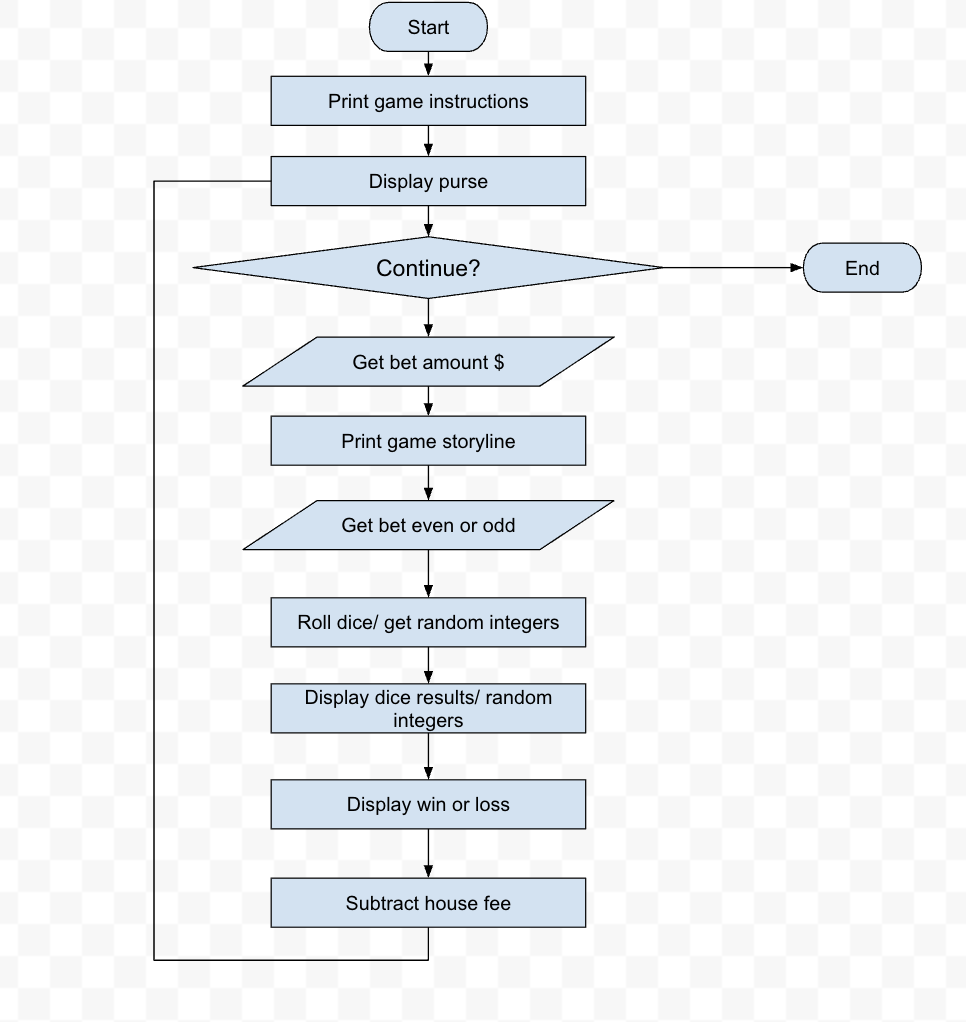 Start
Print game instructions
Display purse
Continue?
End
Get bet amount $
Print game storyline
Get bet even or odd
Roll dice/ get random integers
Display dice results/ random
integers
Display win or loss
Subtract house fee